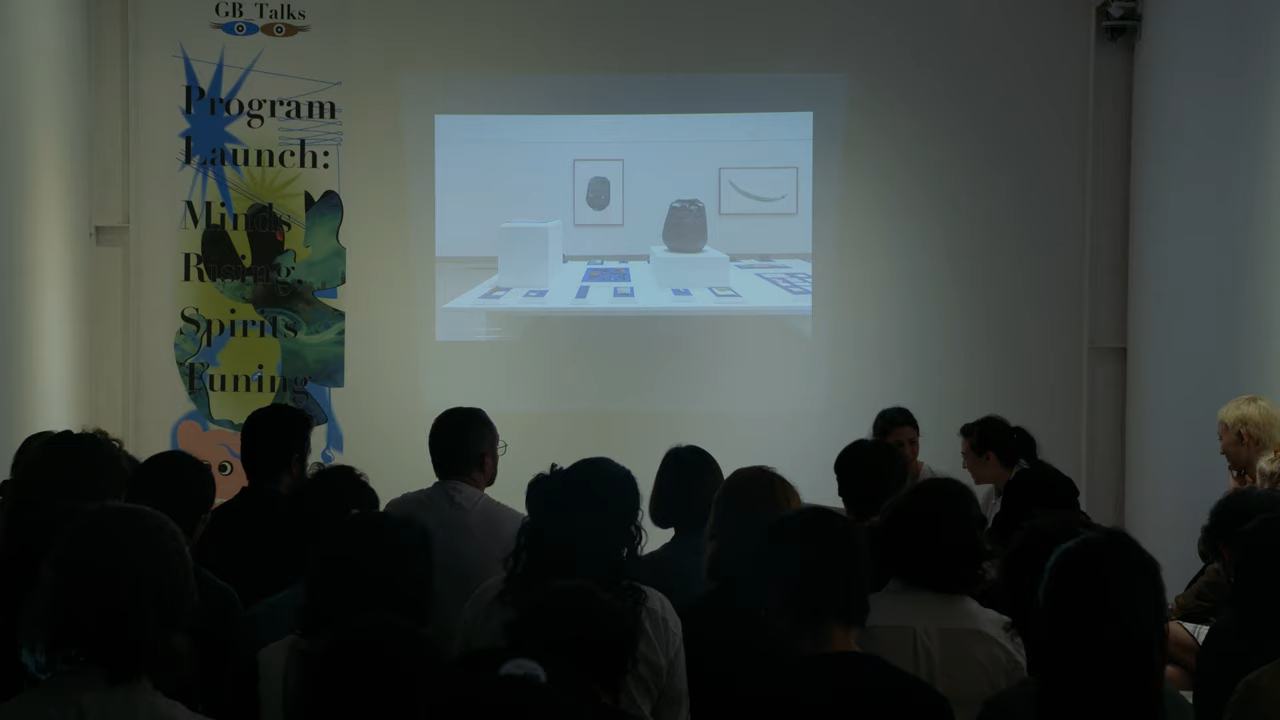 GB_Talks
Program
Launch:
Minds
Rising,
Spirits
Tuning